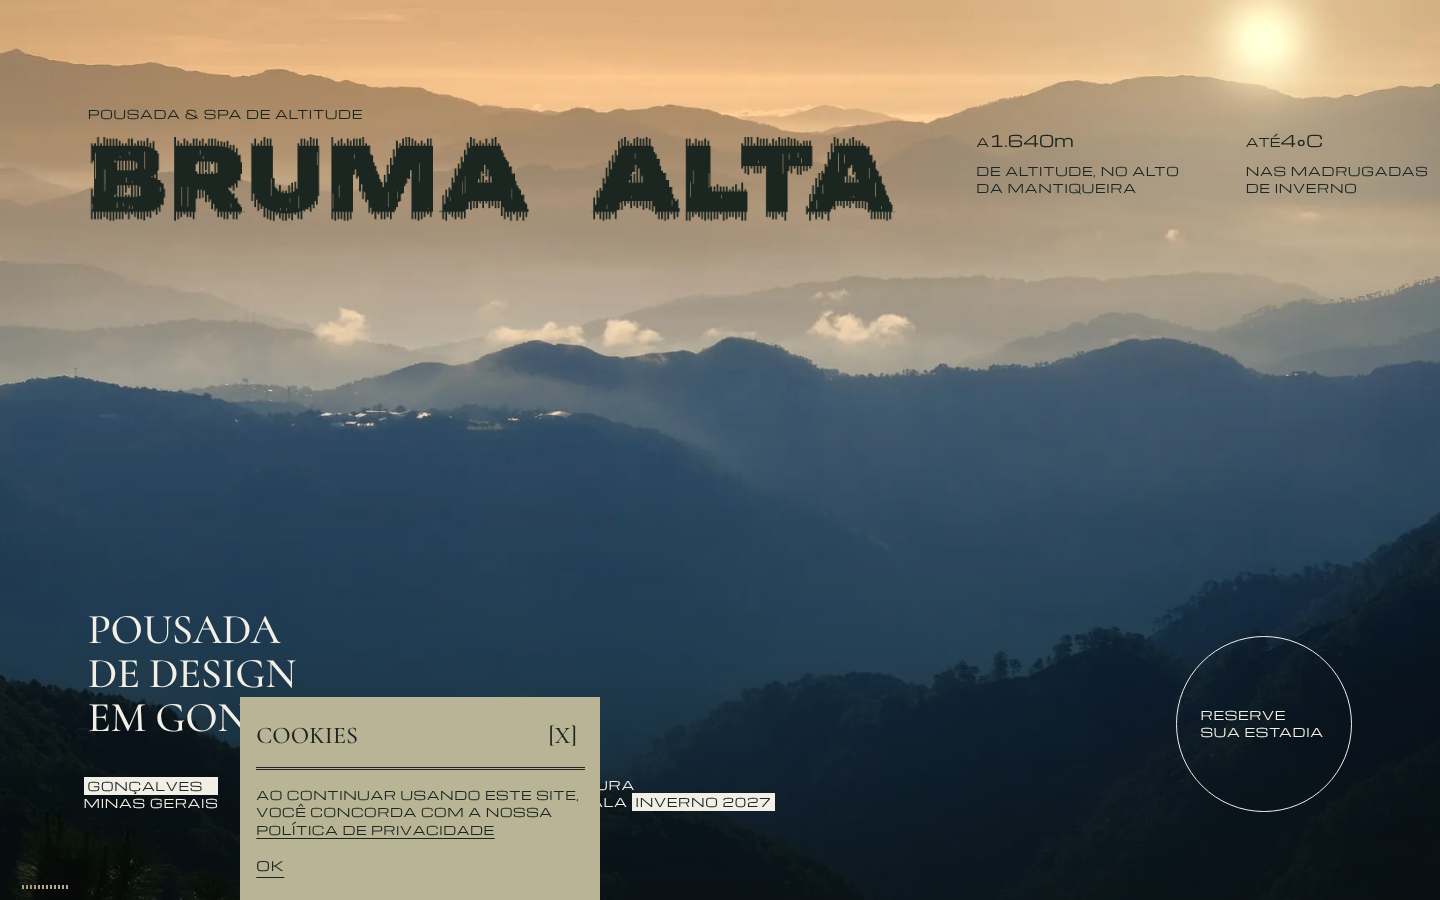 POUSADA & SPA DE ALTITUDE
BRUMA ALTA
A 1.640m
DE ALTITUDE, NO ALTO
DA MANTIQUEIRA
ATÉ 4ºC
NAS MADRUGADAS
DE INVERNO
POUSADA
DE DESIGN
EM GON
GONÇALVES
MINAS GERAIS
INVERNO 2027
COOKIES
[X]
AO CONTINUAR USANDO ESTE SITE,
VOCÊ CONCORDA COM A NOSSA
POLÍTICA DE PRIVACIDADE
OK
RESERVE
SUA ESTADIA